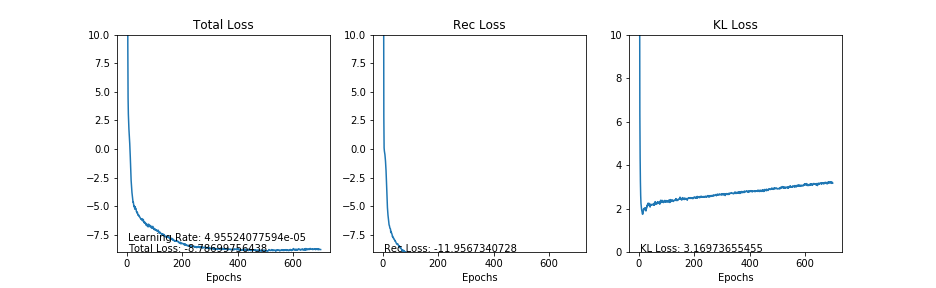 Total Loss
10.0
7.5
5.0
2.5
0.0
−2.5
−5.0
−7.5
Learning Rate: 4.95524077594e-05
Total Loss: -8.78699756438
0 200 400 600
Epochs
Rec Loss
10.0
7.5
5.0
2.5
0.0
−2.5
−5.0
−7.5
Rec Loss: -11.9567340728
0 200 400 600
Epochs
KL Loss
10
8
6
4
2
0
KL Loss: 3.16973655455
0 200 400 600
Epochs